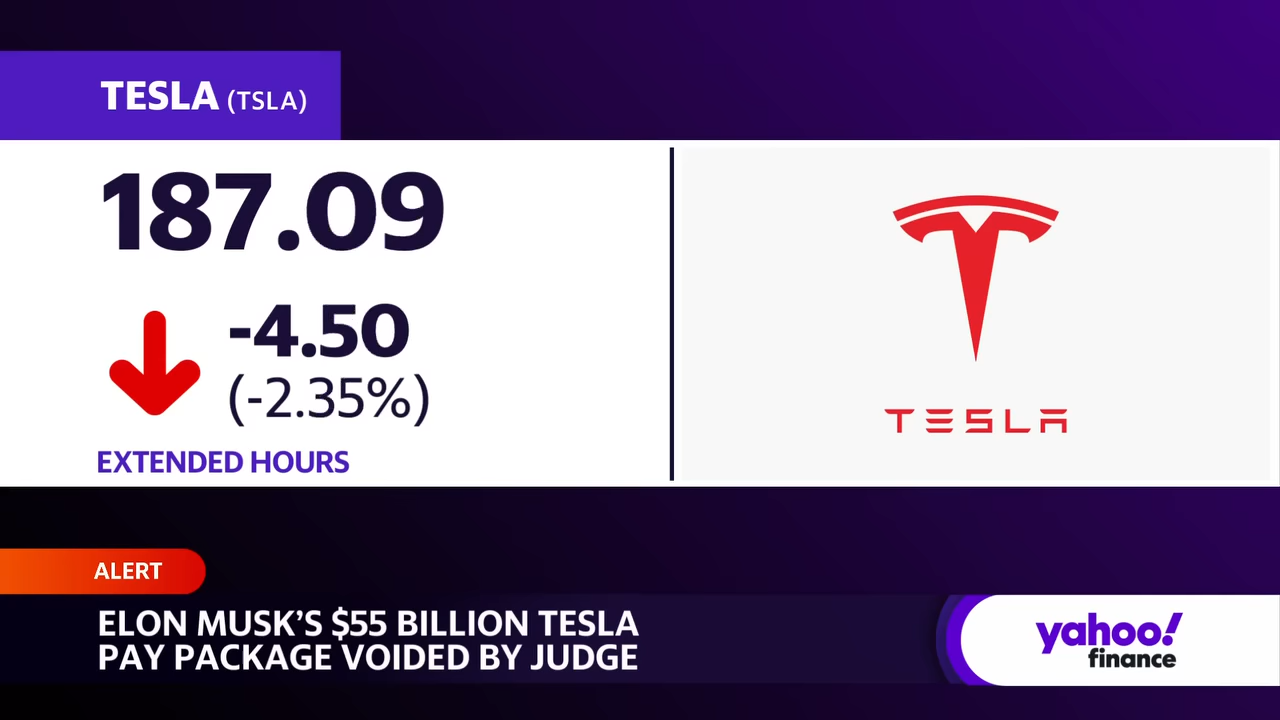 TESLA (TSLA)
187.09
-4.50
(-2.35%)
EXTENDED HOURS
TESLA
ALERT
ELON MUSK’S $55 BILLION TESLA
PAY PACKAGE VOIDED BY JUDGE
yahoo!
finance